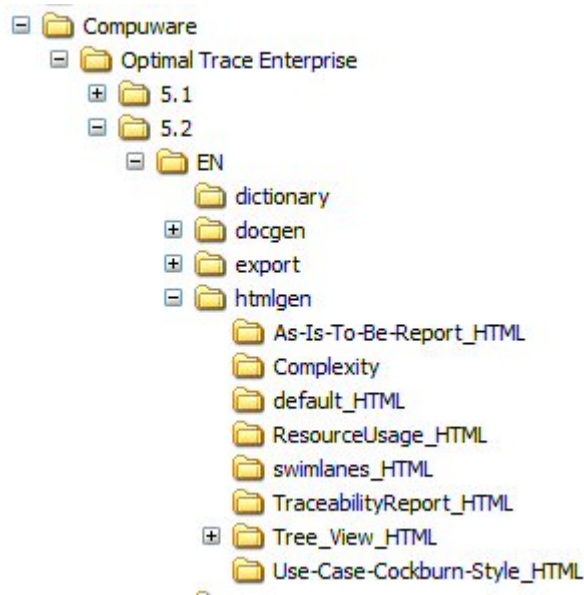 Compuware
Optimal Trace Enterprise
5.1
5.2
EN
dictionary
docgen
export
htmlgen
As-Is-To-Be-Report_HTML
Complexity
default_HTML
ResourceUsage_HTML
swimlanes_HTML
TraceabilityReport_HTML
Tree_View_HTML
Use-Case-Cockburn-Style_HTML